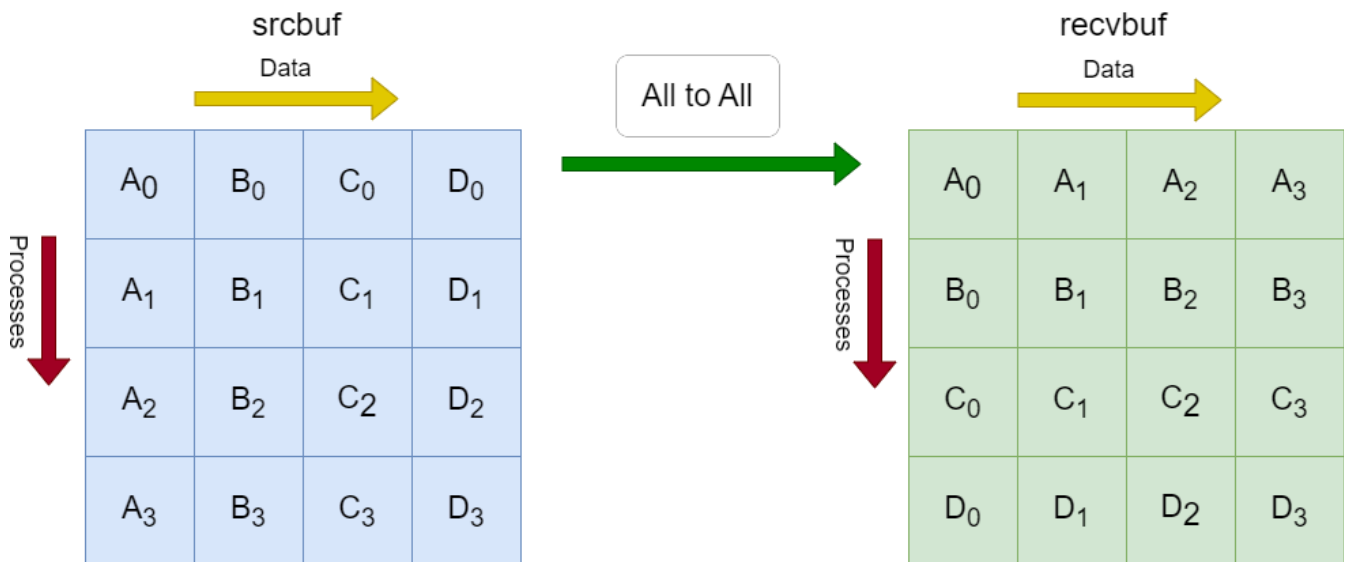 srcbuf
Data
Processes
A₀ B₀ C₀ D₀
A₁ B₁ C₁ D₁
A₂ B₂ C₂ D₂
A₃ B₃ C₃ D₃
All to All
recvbuf
Data
Processes
A₀ A₁ A₂ A₃
B₀ B₁ B₂ B₃
C₀ C₁ C₂ C₃
D₀ D₁ D₂ D₃